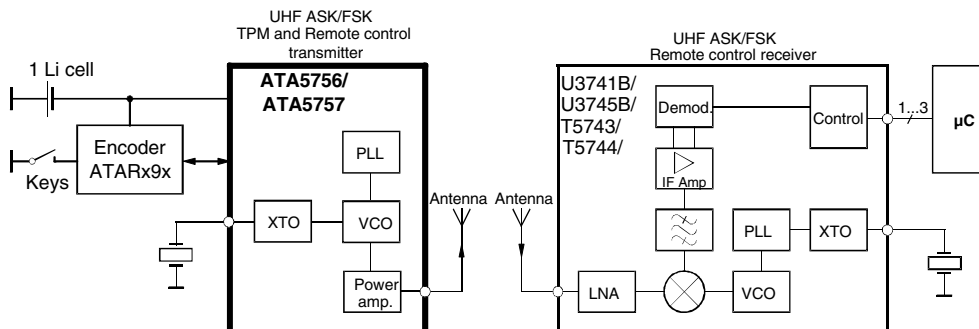 UHF ASK/FSK
TPM and Remote control
transmitter
1 Li cell
ATA5756/
ATA5757
Encoder
ATARx9x
Keys
PLL
XTO
VCO
Power
amp.
Antenna
Antenna
UHF ASK/FSK
Remote control receiver
U3741B/
U3745B/
T5743/
T5744/
Demod.
Control
1...3
µC
IF Amp
PLL
XTO
LNA
VCO